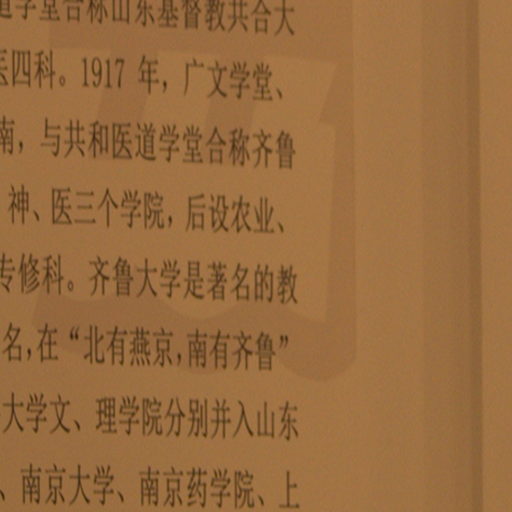 道学堂合称山东基督教共合大
医四科。1917 年，广文学堂、
南，与共和医道学堂合称齐鲁
神、医三个学院，后设农业、
专修科。齐鲁大学是著名的教
名，在“北有燕京，南有齐鲁”
大学文、理学院分别并入山东
、南京大学、南京药学院、上